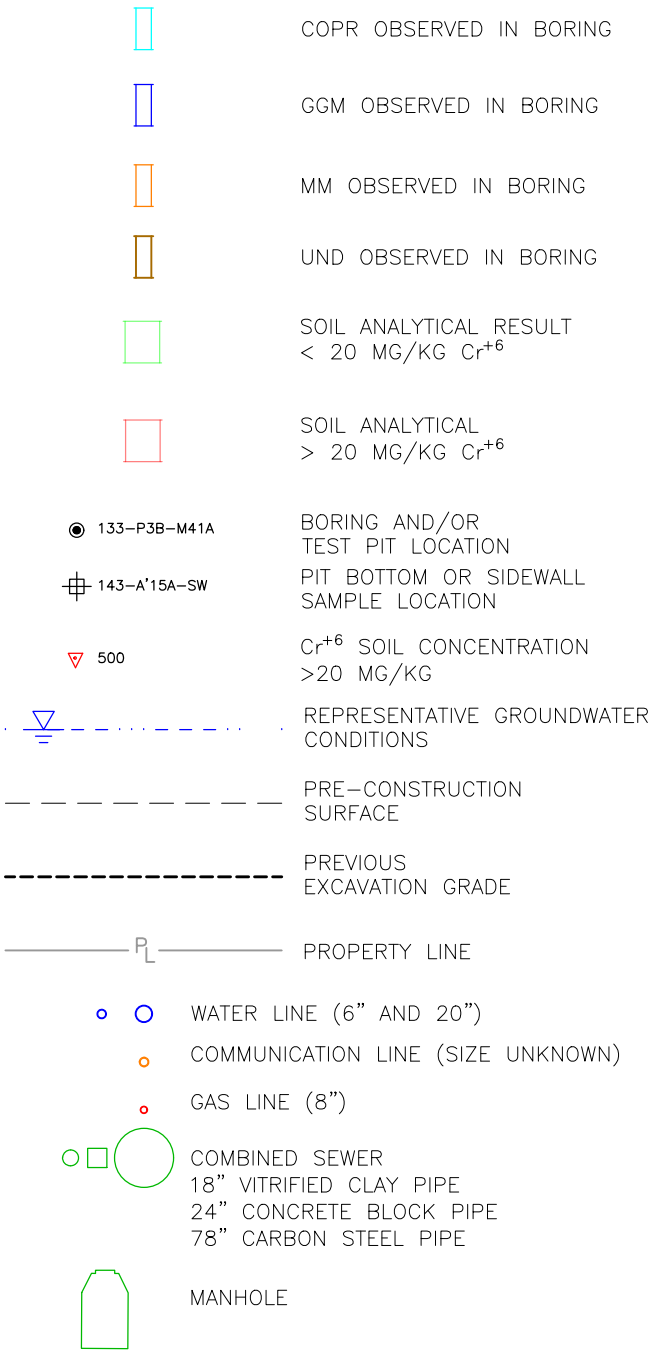 COPR OBSERVED IN BORING
GGM OBSERVED IN BORING
MM OBSERVED IN BORING
UND OBSERVED IN BORING
SOIL ANALYTICAL RESULT
< 20 MG/KG Cr+6
SOIL ANALYTICAL
> 20 MG/KG Cr+6
133-P3B-M41A
BORING AND/OR
TEST PIT LOCATION
143-A'15A-SW
PIT BOTTOM OR SIDEWALL
SAMPLE LOCATION
500
Cr+6 SOIL CONCENTRATION
>20 MG/KG
REPRESENTATIVE GROUNDWATER
CONDITIONS
PRE-CONSTRUCTION
SURFACE
PREVIOUS
EXCAVATION GRADE
PL PROPERTY LINE
WATER LINE (6" AND 20")
COMMUNICATION LINE (SIZE UNKNOWN)
GAS LINE (8")
COMBINED SEWER
18" VITRIFIED CLAY PIPE
24" CONCRETE BLOCK PIPE
78" CARBON STEEL PIPE
MANHOLE